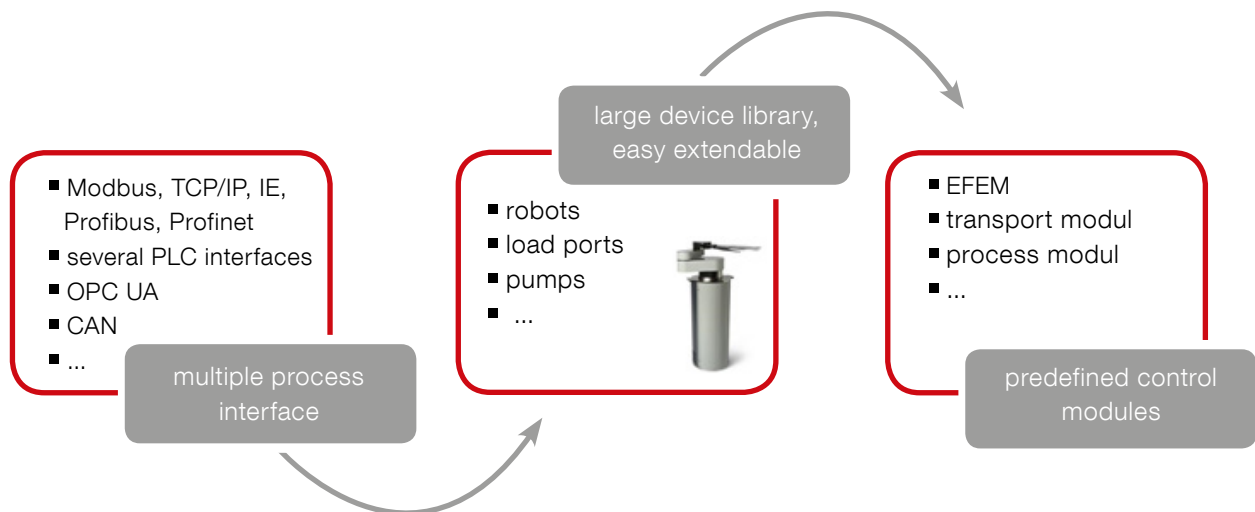 ▪ Modbus, TCP/IP, IE,
Profibus, Profinet
▪ several PLC interfaces
▪ OPC UA
▪ CAN
▪ ...
multiple process
interface
large device library,
easy extendable
▪ robots
▪ load ports
▪ pumps
▪ ...
▪ EFEM
▪ transport modul
▪ process modul
▪ ...
predefined control
modules